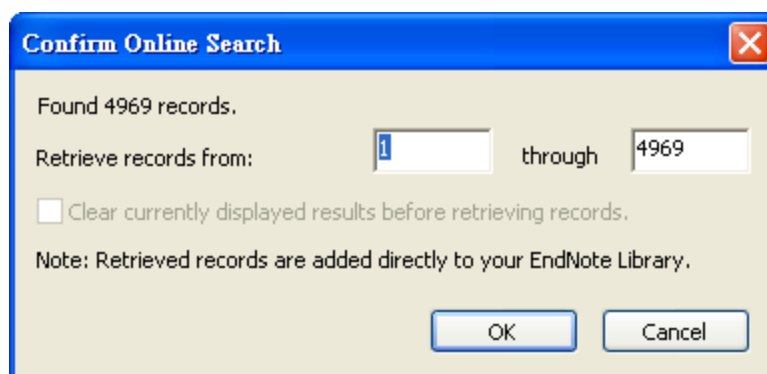 Confirm Online Search
Found 4969 records.
Retrieve records from: 1 through 4969
Clear currently displayed results before retrieving records.
Note: Retrieved records are added directly to your EndNote Library.
OK Cancel